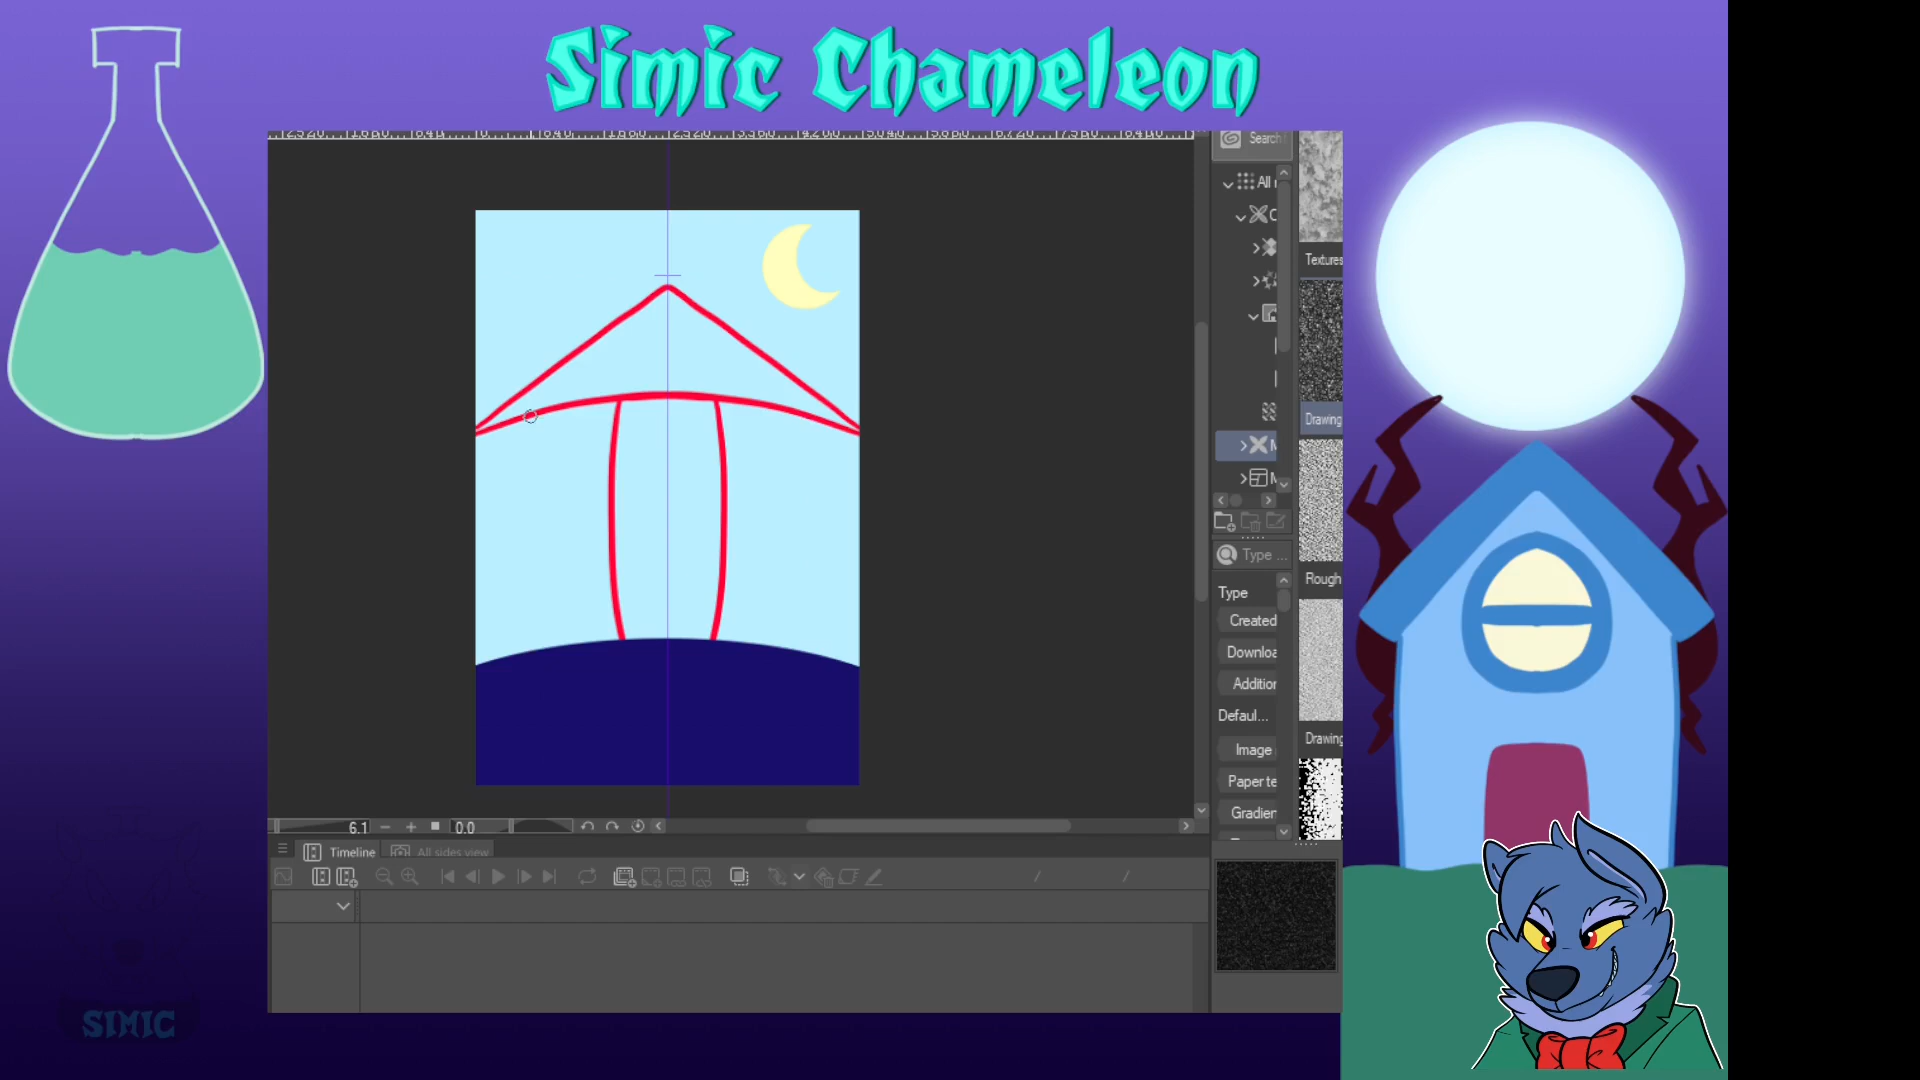 Simic Chameleon
Search
All
Textures
Drawing
Rough
Type ...
Type
Created
Downloa
Addition
Defaul...
Drawing
Image
Paper te
Gradien
6.1
0.0
Timeline
All sides view
SIMIC